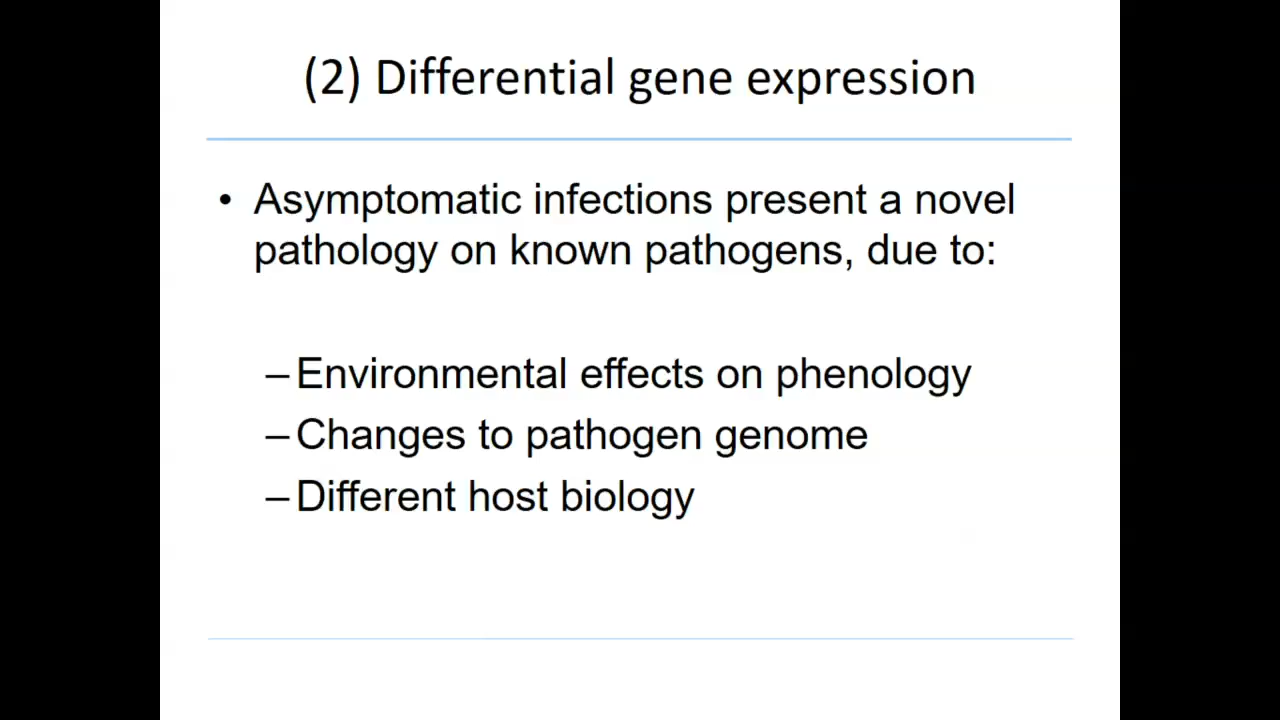 (2) Differential gene expression
• Asymptomatic infections present a novel
pathology on known pathogens, due to:
– Environmental effects on phenology
– Changes to pathogen genome
– Different host biology